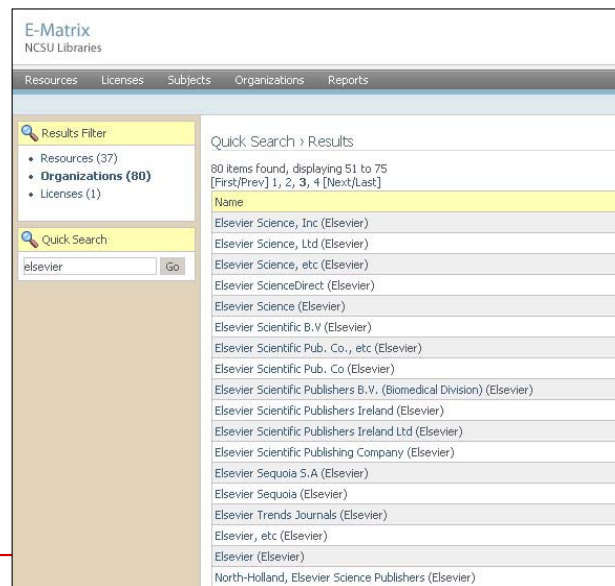 E-Matrix
NCSU Libraries
Resources Licenses Subjects Organizations Reports
Results Filter
Resources (37)
Organizations (80)
Licenses (1)
Quick Search
elsevier Go
Quick Search › Results
80 items found, displaying 51 to 75
[First/Prev] 1, 2, 3, 4 [Next/Last]
Name
Elsevier Science, Inc (Elsevier)
Elsevier Science, Ltd (Elsevier)
Elsevier Science, etc (Elsevier)
Elsevier ScienceDirect (Elsevier)
Elsevier Science (Elsevier)
Elsevier Scientific B.V (Elsevier)
Elsevier Scientific Pub. Co., etc (Elsevier)
Elsevier Scientific Pub. Co (Elsevier)
Elsevier Scientific Publishers B.V. (Biomedical Division) (Elsevier)
Elsevier Scientific Publishers Ireland (Elsevier)
Elsevier Scientific Publishers Ireland Ltd (Elsevier)
Elsevier Scientific Publishing Company (Elsevier)
Elsevier Sequoia S.A (Elsevier)
Elsevier Sequoia (Elsevier)
Elsevier Trends Journals (Elsevier)
Elsevier, etc (Elsevier)
Elsevier (Elsevier)
North-Holland, Elsevier Science Publishers (Elsevier)